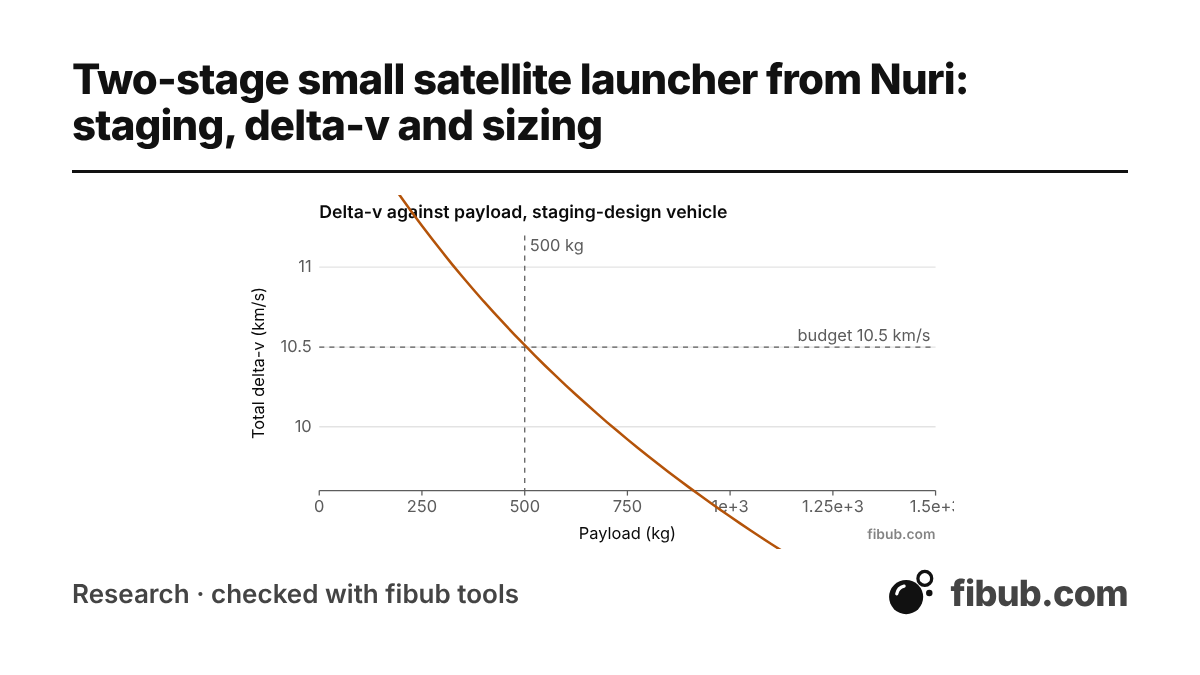 Two-stage small satellite launcher from Nuri:
staging, delta-v and sizing
Delta-v against payload, staging-design vehicle
500 kg
11
budget 10.5 km/s
10.5
Total delta-v (km/s)
10
0 250 500 750 1e+3 1.25e+3
Payload (kg)
fibub.com
Research · checked with fibub tools
fibub.com